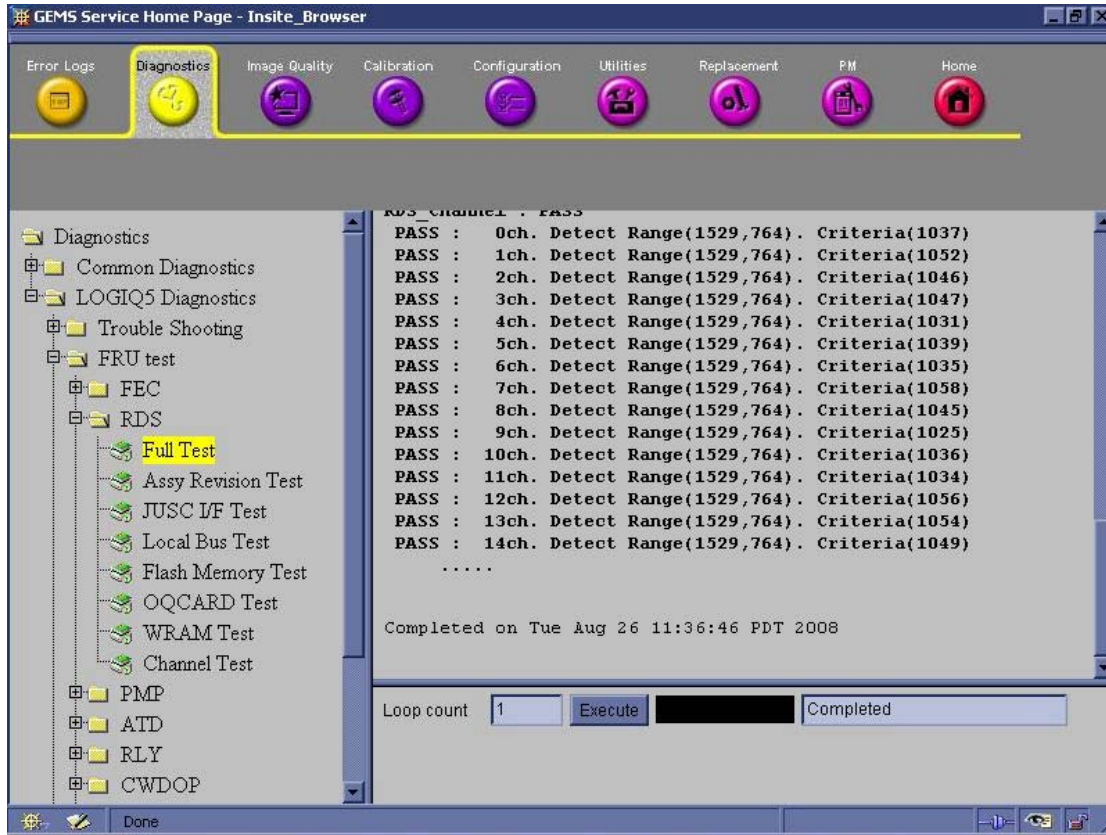 GEMS Service Home Page - Insite_Browser
Error Logs
Diagnostics
Image Quality
Calibration
Configuration
Utilities
Replacement
PM
Home
Diagnostics
Common Diagnostics
LOGIQ5 Diagnostics
Trouble Shooting
FRU test
FEC
RDS
Full Test
Assy Revision Test
JUSC I/F Test
Local Bus Test
Flash Memory Test
OQCARD Test
WRAM Test
Channel Test
PMP
ATD
RLY
CWDOP
RDS_Channel : PASS
PASS : 0ch. Detect Range(1529,764). Criteria(1037)
PASS : 1ch. Detect Range(1529,764). Criteria(1052)
PASS : 2ch. Detect Range(1529,764). Criteria(1046)
PASS : 3ch. Detect Range(1529,764). Criteria(1047)
PASS : 4ch. Detect Range(1529,764). Criteria(1031)
PASS : 5ch. Detect Range(1529,764). Criteria(1039)
PASS : 6ch. Detect Range(1529,764). Criteria(1035)
PASS : 7ch. Detect Range(1529,764). Criteria(1058)
PASS : 8ch. Detect Range(1529,764). Criteria(1045)
PASS : 9ch. Detect Range(1529,764). Criteria(1025)
PASS : 10ch. Detect Range(1529,764). Criteria(1036)
PASS : 11ch. Detect Range(1529,764). Criteria(1034)
PASS : 12ch. Detect Range(1529,764). Criteria(1056)
PASS : 13ch. Detect Range(1529,764). Criteria(1054)
PASS : 14ch. Detect Range(1529,764). Criteria(1049)
.....
Completed on Tue Aug 26 11:36:46 PDT 2008
Loop count 1 Execute Completed
Done